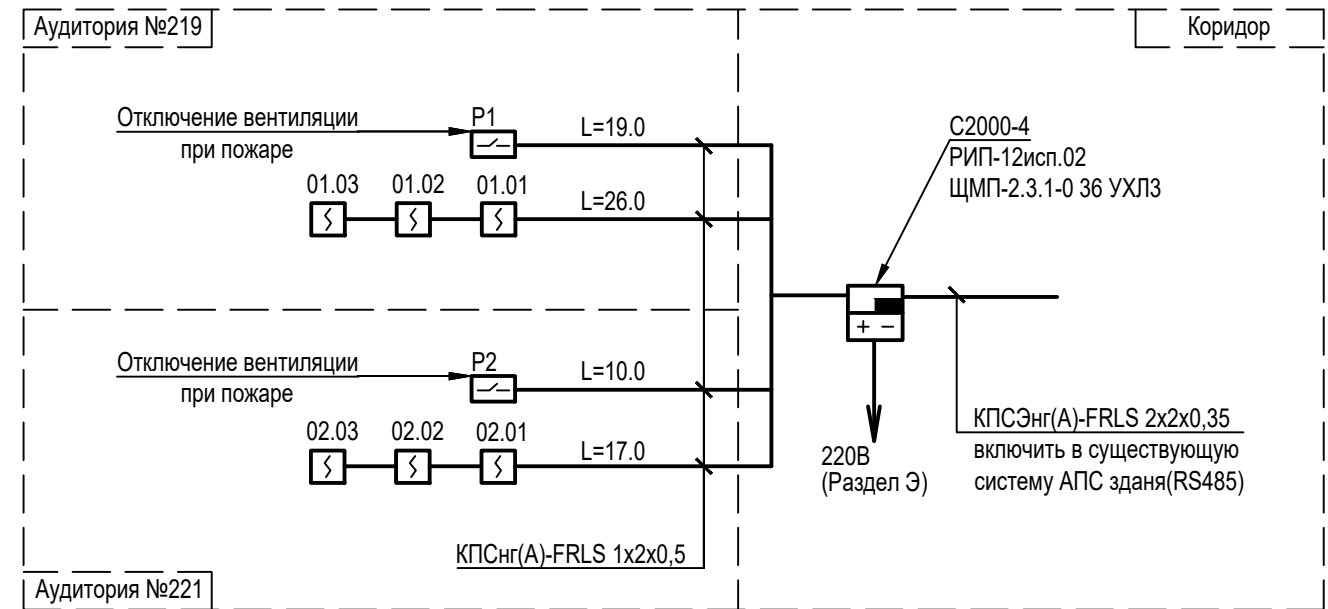 Аудитория №219
Коридор
Отключение вентиляции
при пожаре
P1
L=19.0
01.03
01.02
01.01
L=26.0
С2000-4
РИП-12исп.02
ЩМП-2.3.1-0 36 УХЛ3
+ −
Отключение вентиляции
при пожаре
P2
L=10.0
02.03
02.02
02.01
L=17.0
220В
(Раздел Э)
КПСЭнг(А)-FRLS 2x2x0,35
включить в существующую
систему АПС зданя(RS485)
КПСнг(А)-FRLS 1x2x0,5
Аудитория №221